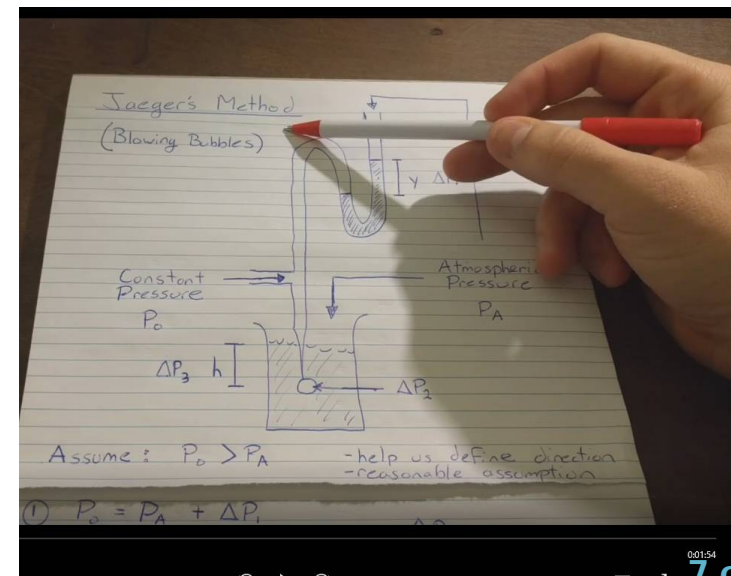 Jaeger's Method
(Blowing Bubbles)
y
Constant
Pressure
P₀
Atmospheric
Pressure
P_A
ΔP₃ h
ΔP₂
Assume : P₀ > P_A
-help us define direction
-reasonable assumption
① P₀ = P_A + ΔP₁
0:01:54